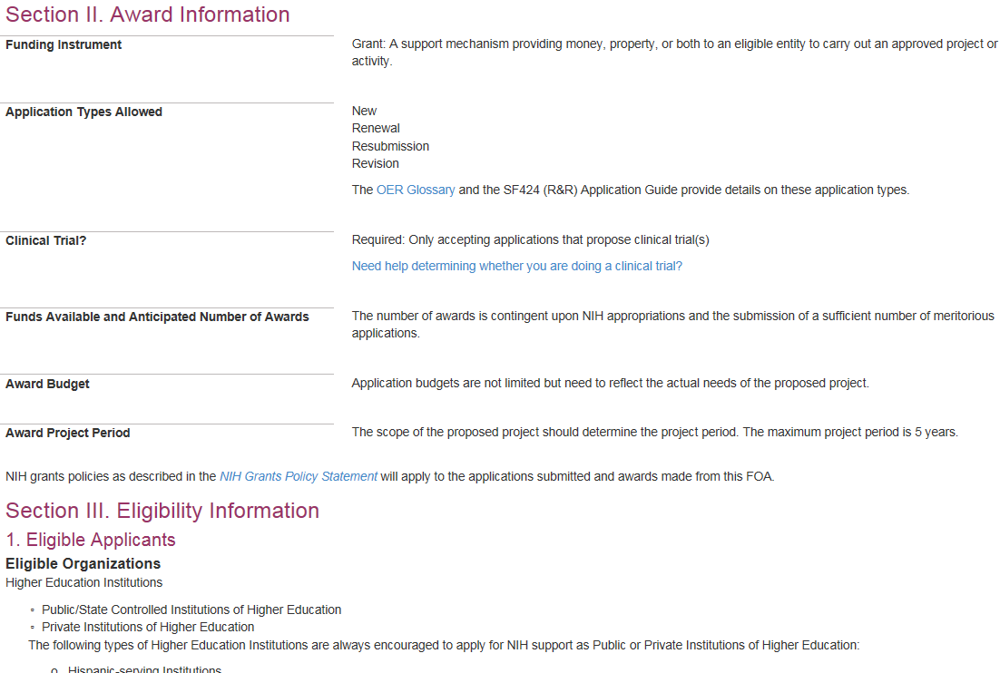 Section II. Award Information
Funding Instrument
Grant: A support mechanism providing money, property, or both to an eligible entity to carry out an approved project or
activity.
Application Types Allowed
New
Renewal
Resubmission
Revision
The OER Glossary and the SF424 (R&R) Application Guide provide details on these application types.
Clinical Trial?
Required: Only accepting applications that propose clinical trial(s)
Need help determining whether you are doing a clinical trial?
Funds Available and Anticipated Number of Awards
The number of awards is contingent upon NIH appropriations and the submission of a sufficient number of meritorious
applications.
Award Budget
Application budgets are not limited but need to reflect the actual needs of the proposed project.
Award Project Period
The scope of the proposed project should determine the project period. The maximum project period is 5 years.
NIH grants policies as described in the NIH Grants Policy Statement will apply to the applications submitted and awards made from this FOA.
Section III. Eligibility Information
1. Eligible Applicants
Eligible Organizations
Higher Education Institutions
◦ Public/State Controlled Institutions of Higher Education
◦ Private Institutions of Higher Education
The following types of Higher Education Institutions are always encouraged to apply for NIH support as Public or Private Institutions of Higher Education:
o Hispanic-serving Institutions